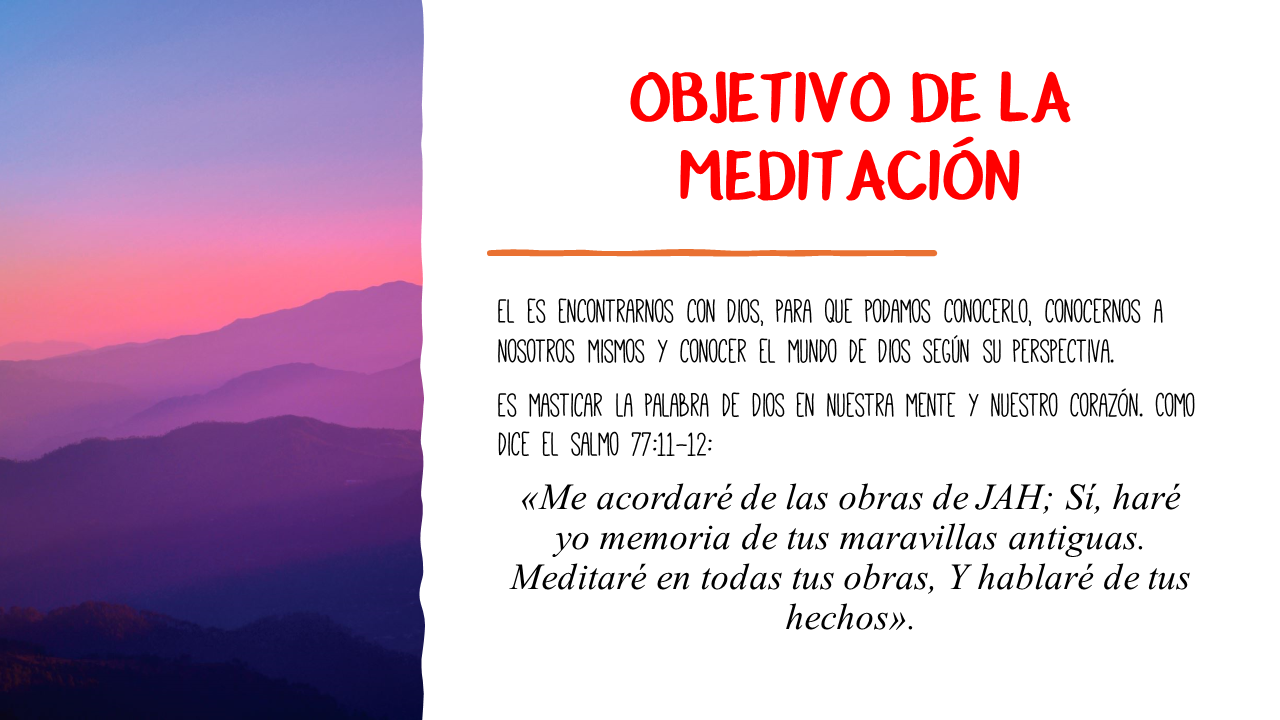 OBJETIVO DE LA
MEDITACIÓN
EL ES ENCONTRARNOS CON DIOS, PARA QUE PODAMOS CONOCERLO, CONOCERNOS A
NOSOTROS MISMOS Y CONOCER EL MUNDO DE DIOS SEGÚN SU PERSPECTIVA.
ES MASTICAR LA PALABRA DE DIOS EN NUESTRA MENTE Y NUESTRO CORAZÓN. COMO
DICE EL SALMO 77:11-12:
«Me acordaré de las obras de JAH; Sí, haré
yo memoria de tus maravillas antiguas.
Meditaré en todas tus obras, Y hablaré de tus
hechos».